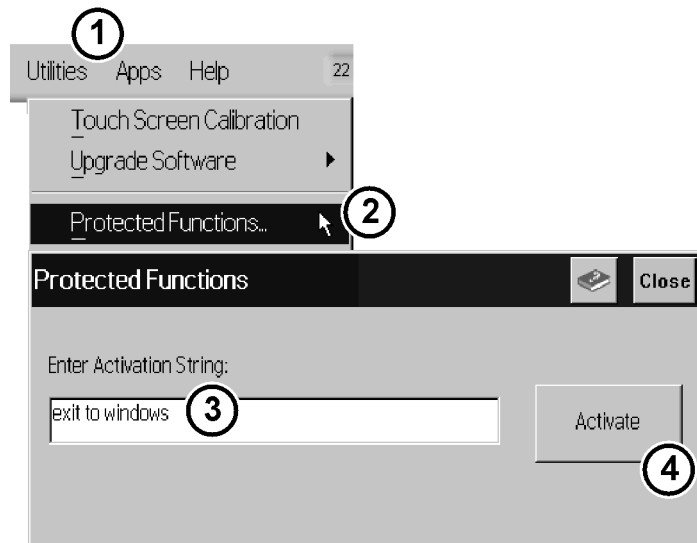 1
Utilities Apps Help 22
Touch Screen Calibration
Upgrade Software
Protected Functions... 2
Protected Functions Close
Enter Activation String:
exit to windows 3
Activate
4